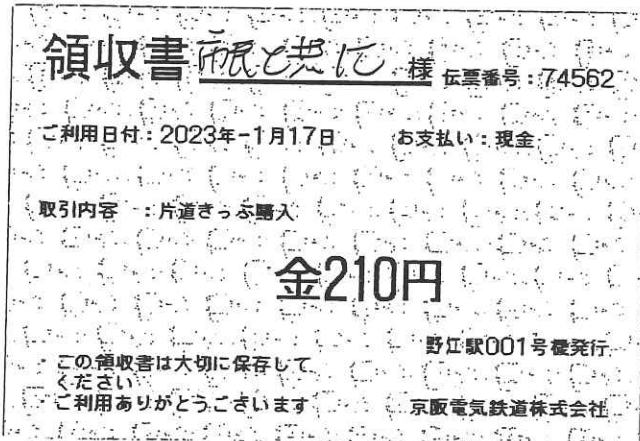 領収書 市民と共に 様 伝票番号:74562
ご利用日付:2023年-1月17日 お支払い:現金
取引内容 :片道きっぷ購入
金210円
野江駅001号機発行
・この領収書は大切に保存して
ください
・ご利用ありがとうございます
京阪電気鉄道株式会社